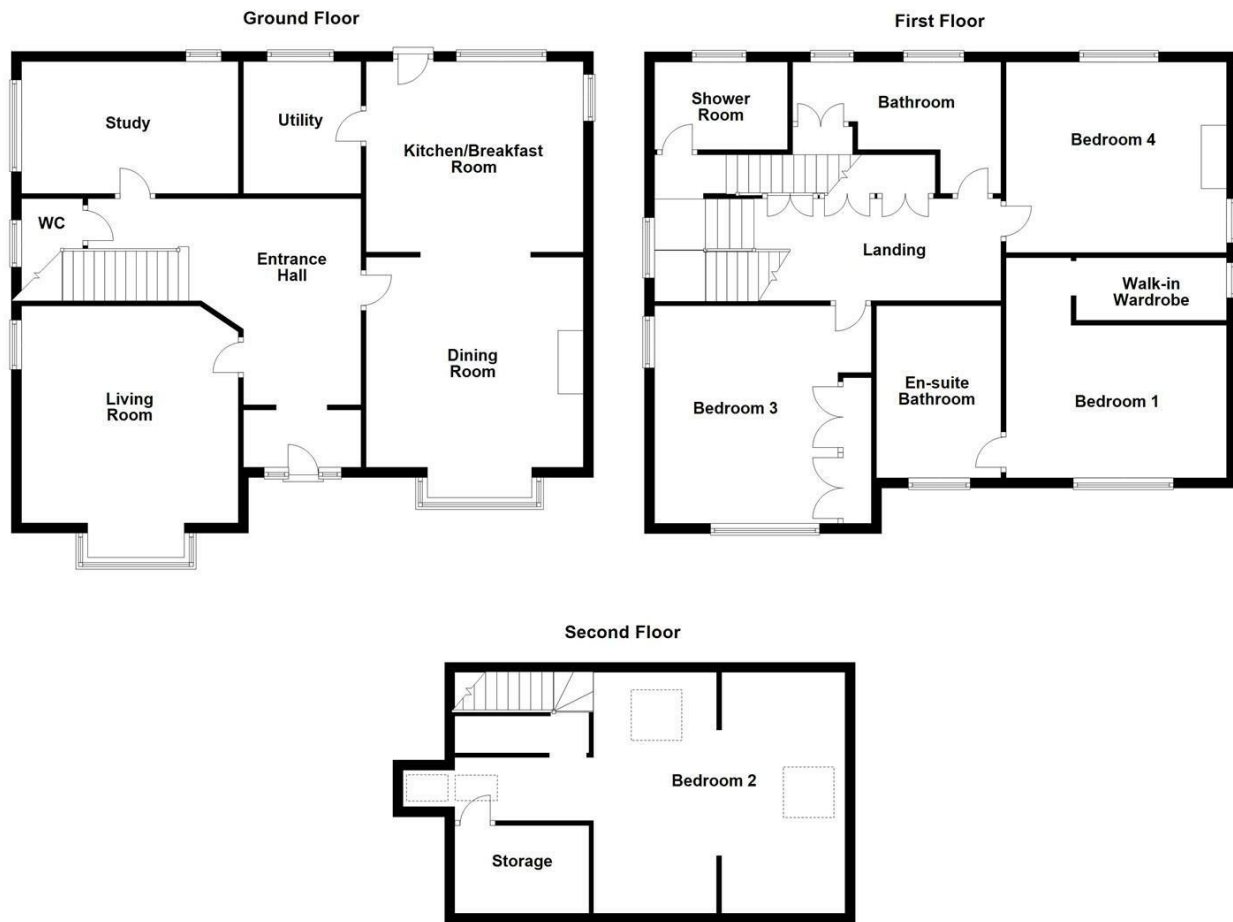 Ground Floor
Study
Utility
Kitchen/Breakfast
Room
WC
Entrance
Hall
Living
Room
Dining
Room
First Floor
Shower
Room
Bathroom
Bedroom 4
Landing
Walk-in
Wardrobe
Bedroom 3
En-suite
Bathroom
Bedroom 1
Second Floor
Bedroom 2
Storage